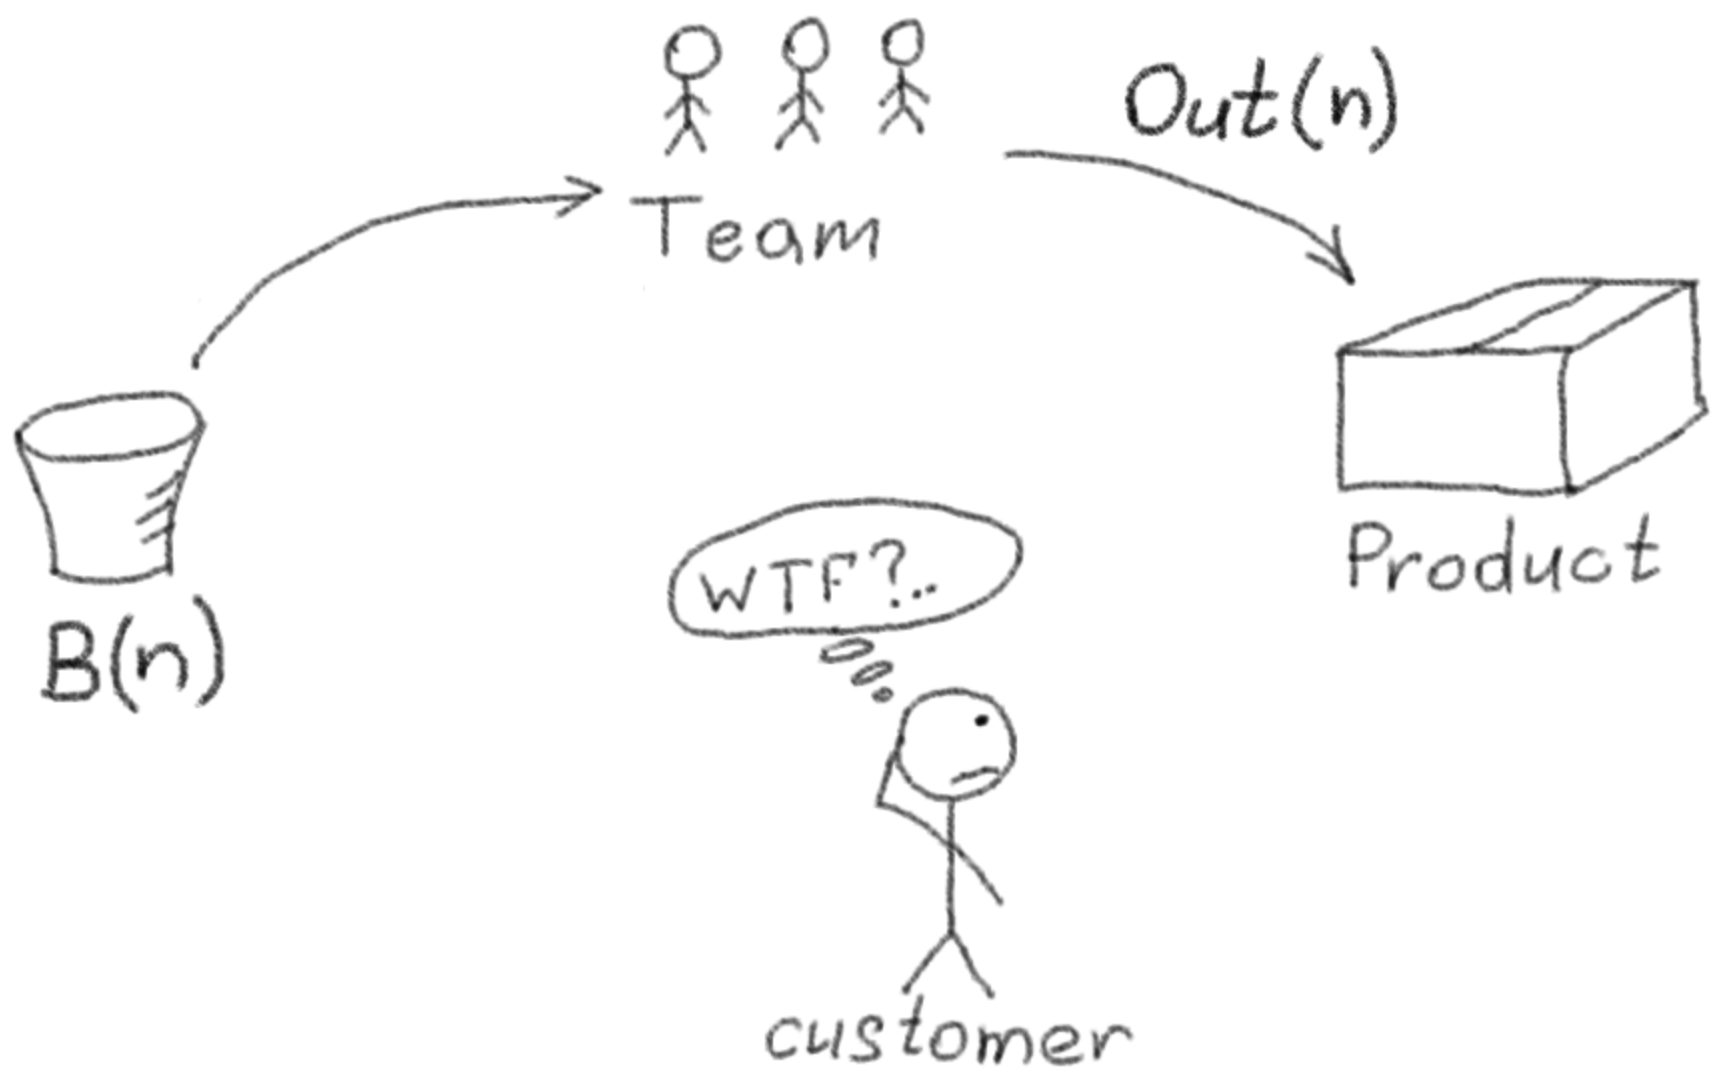 Out(n)
Team
B(n)
Product
WTF?..
customer